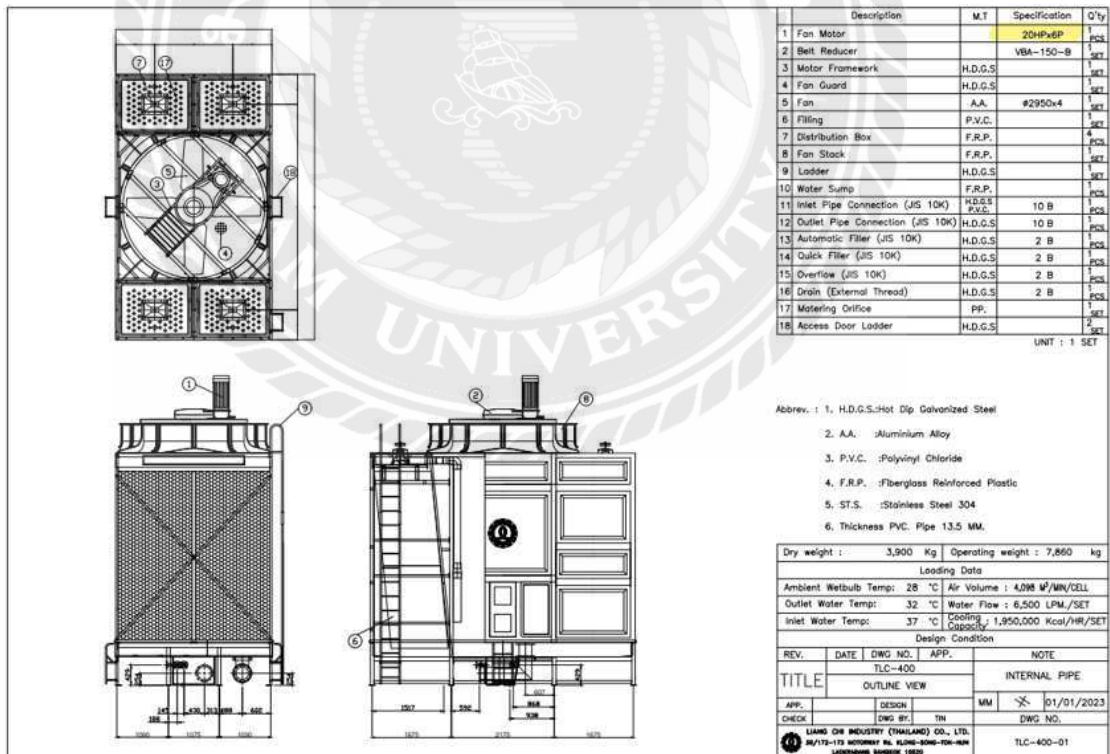 Description M.T Specification Q'ty
1 Fan Motor 20HPx6P 1 PCS
2 Belt Reducer VBA-150-B 1 SET
3 Motor Framework H.D.G.S 1 SET
4 Fan Guard H.D.G.S 1 SET
5 Fan A.A. ø2950x4 1 SET
6 Filling P.V.C. 1 SET
7 Distribution Box F.R.P. 4 PCS
8 Fan Stack F.R.P. 1 SET
9 Ladder H.D.G.S 1 SET
10 Water Sump F.R.P. 1 SET
11 Inlet Pipe Connection (JIS 10K) H.D.G.S P.V.C. 10 B 1 PCS
12 Outlet Pipe Connection (JIS 10K) H.D.G.S 10 B 1 PCS
13 Automatic Filler (JIS 10K) H.D.G.S 2 B 1 PCS
14 Quick Filler (JIS 10K) H.D.G.S 2 B 1 PCS
15 Overflow (JIS 10K) H.D.G.S 2 B 1 PCS
16 Drain (External Thread) H.D.G.S 2 B 1 PCS
17 Matering Orifice PP. 1 SET
18 Access Door Ladder H.D.G.S 2 SET
UNIT : 1 SET
7 17
5
3
18
4
UNIVERSITY
1
9
2
8
6
1517
592
607
868
938
1675 2175 1675
429
602
1075
Abbrev. : 1. H.D.G.S.:Hot Dip Galvanized Steel
2. A.A. :Aluminium Alloy
3. P.V.C. :Polyvinyl Chloride
4. F.R.P. :Fiberglass Reinforced Plastic
5. ST.S. :Stainless Steel 304
6. Thickness PVC. Pipe 13.5 MM.
Dry weight : 3,900 Kg Operating weight : 7,860 kg
Loading Data
Ambient Wetbulb Temp: 28 °C Air Volume : 4,098 M³/MIN/CELL
Outlet Water Temp: 32 °C Water Flow : 6,500 LPM./SET
Inlet Water Temp: 37 °C Cooling Capacity : 1,950,000 Kcal/HR/SET
Design Condition
REV. DATE DWG NO. APP. NOTE
TITLE TLC-400 OUTLINE VIEW INTERNAL PIPE
APP. DESIGN MM 01/01/2023
CHECK DWG BY. TIN DWG NO.
LIANG CHI INDUSTRY (THAILAND) CO., LTD.
TLC-400-01